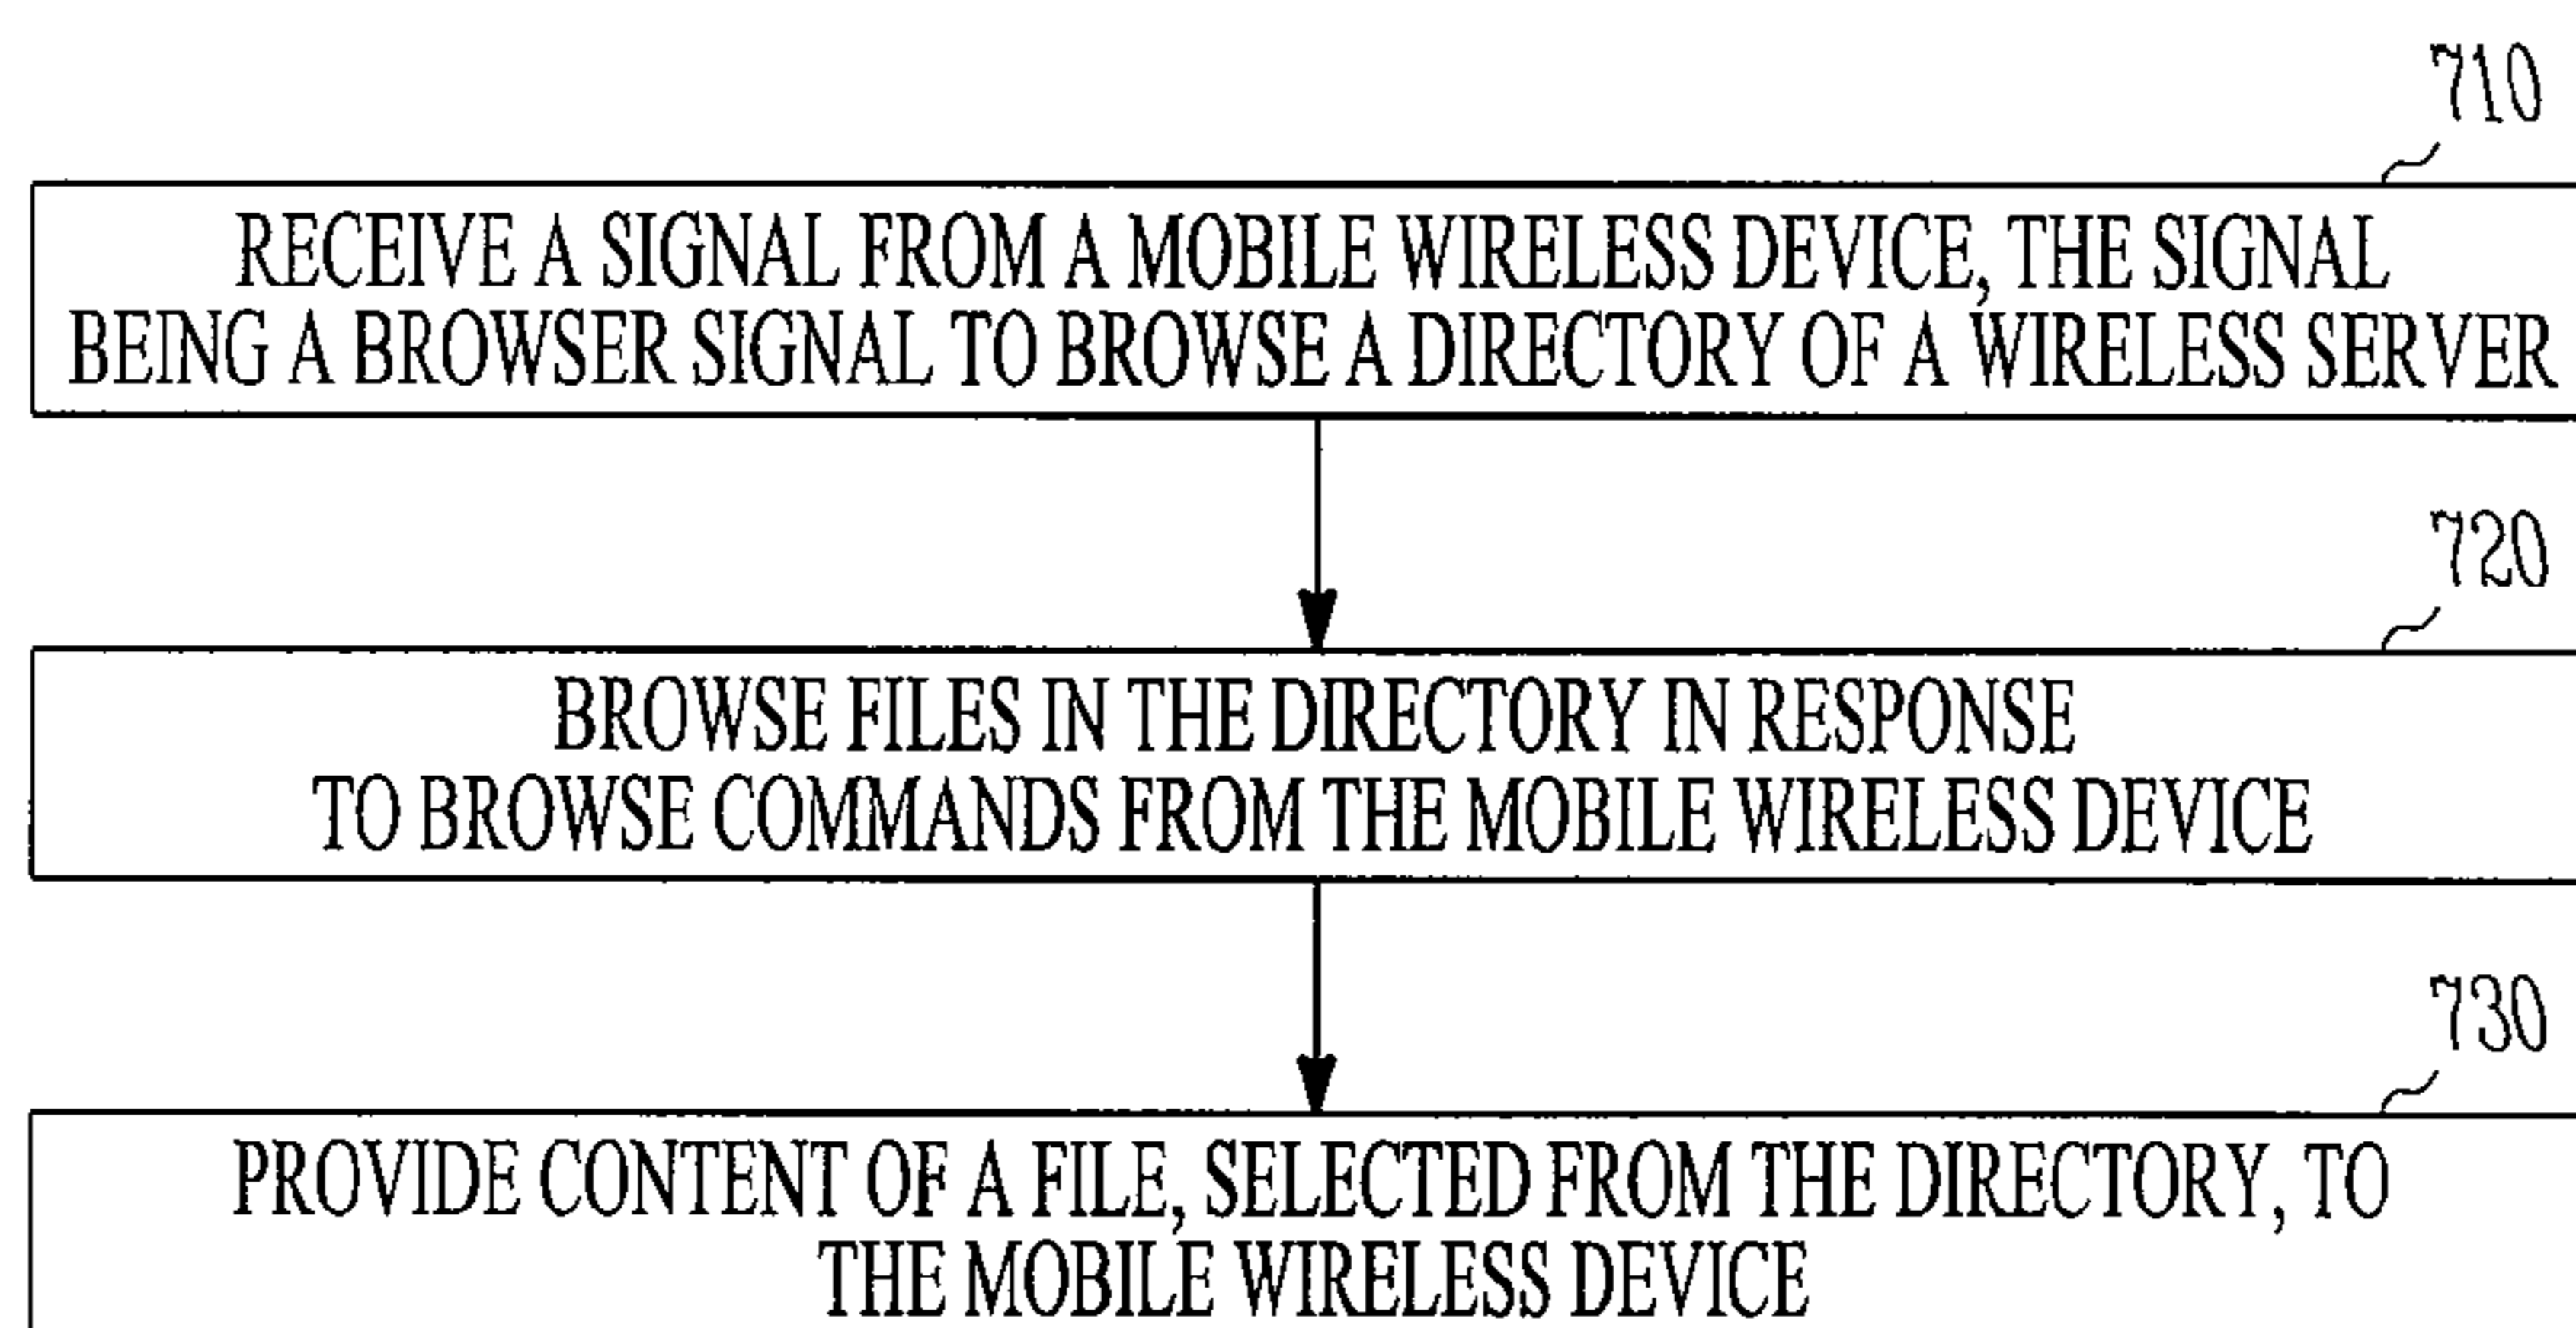 710
RECEIVE A SIGNAL FROM A MOBILE WIRELESS DEVICE, THE SIGNAL
BEING A BROWSER SIGNAL TO BROWSE A DIRECTORY OF A WIRELESS SERVER
720
BROWSE FILES IN THE DIRECTORY IN RESPONSE
TO BROWSE COMMANDS FROM THE MOBILE WIRELESS DEVICE
730
PROVIDE CONTENT OF A FILE, SELECTED FROM THE DIRECTORY, TO
THE MOBILE WIRELESS DEVICE